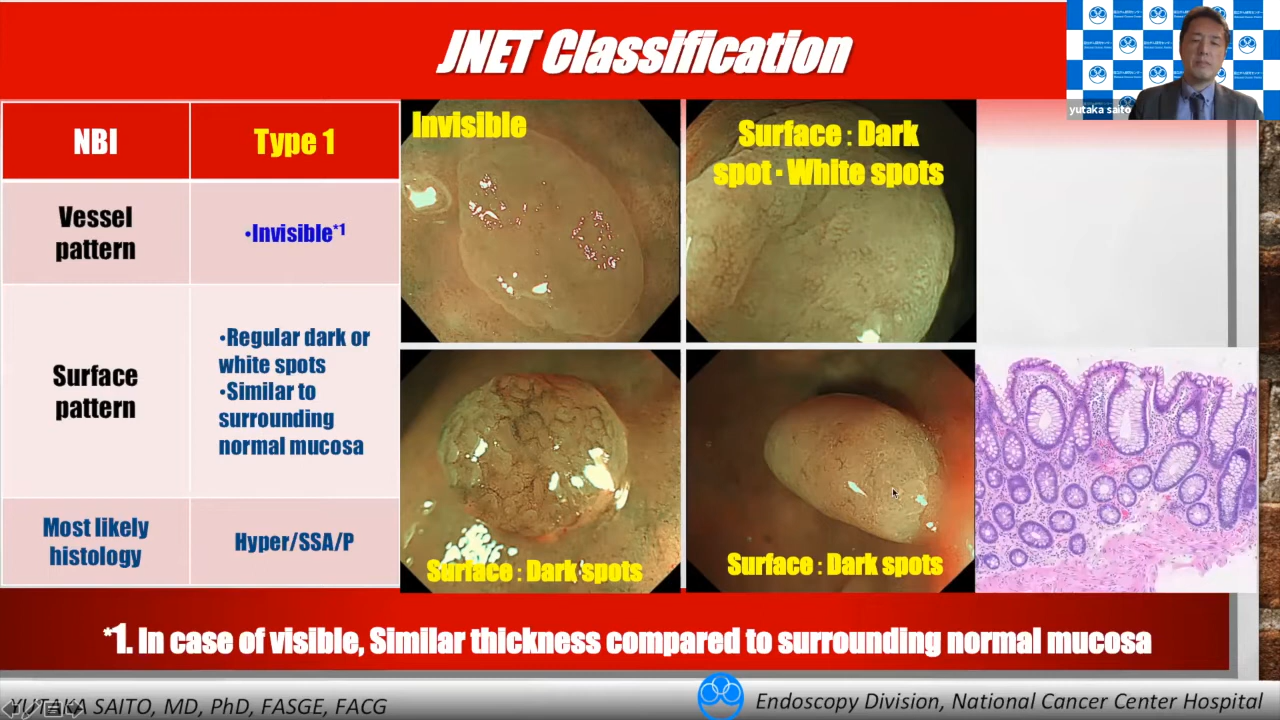 JNET Classification
yutaka saito
NBI
Type 1
Vessel
pattern
•Invisible*1
Surface
pattern
•Regular dark or
white spots
•Similar to
surrounding
normal mucosa
Most likely
histology
Hyper/SSA/P
Invisible
Surface : Dark
spot・White spots
Surface : Dark spots
Surface : Dark spots
*1. In case of visible, Similar thickness compared to surrounding normal mucosa
YUTAKA SAITO, MD, PhD, FASGE, FACG
Endoscopy Division, National Cancer Center Hospital